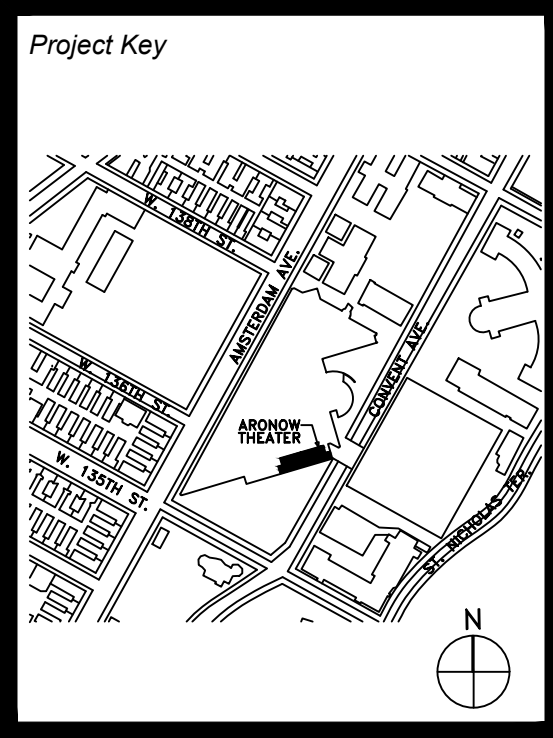 Project Key
W. 138TH ST.
AMSTERDAM AVE.
CONVENT AVE.
W. 136TH ST.
ARONOW
THEATER
W. 135TH ST.
ST. NICHOLAS TER.
N